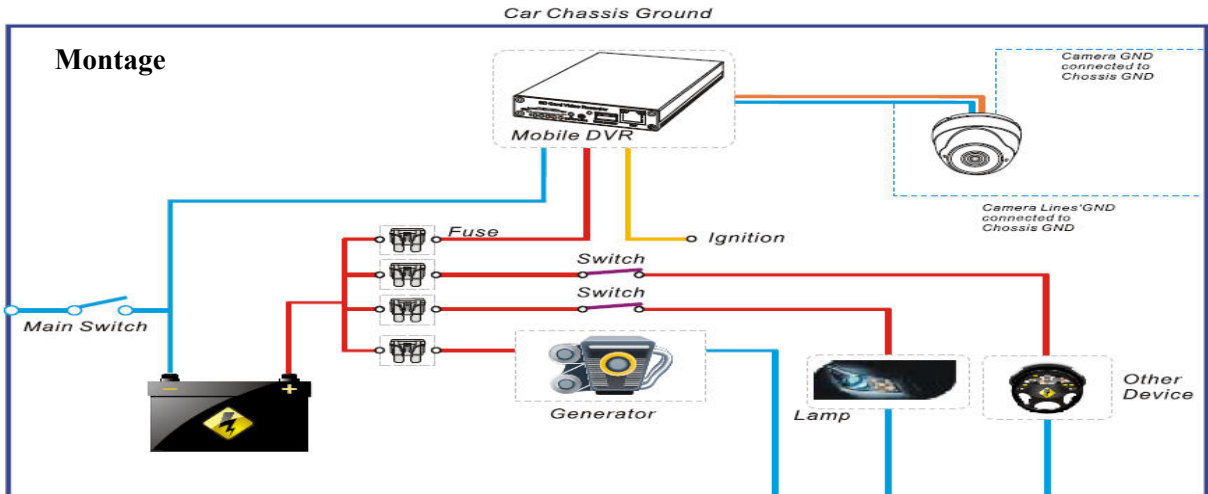 Car Chassis Ground
Montage
Camera GND
connected to
Chossis GND
Mobile DVR
Camera Lines'GND
connected to
Chossis GND
Fuse
Ignition
Switch
Switch
Main Switch
Generator
Lamp
Other
Device